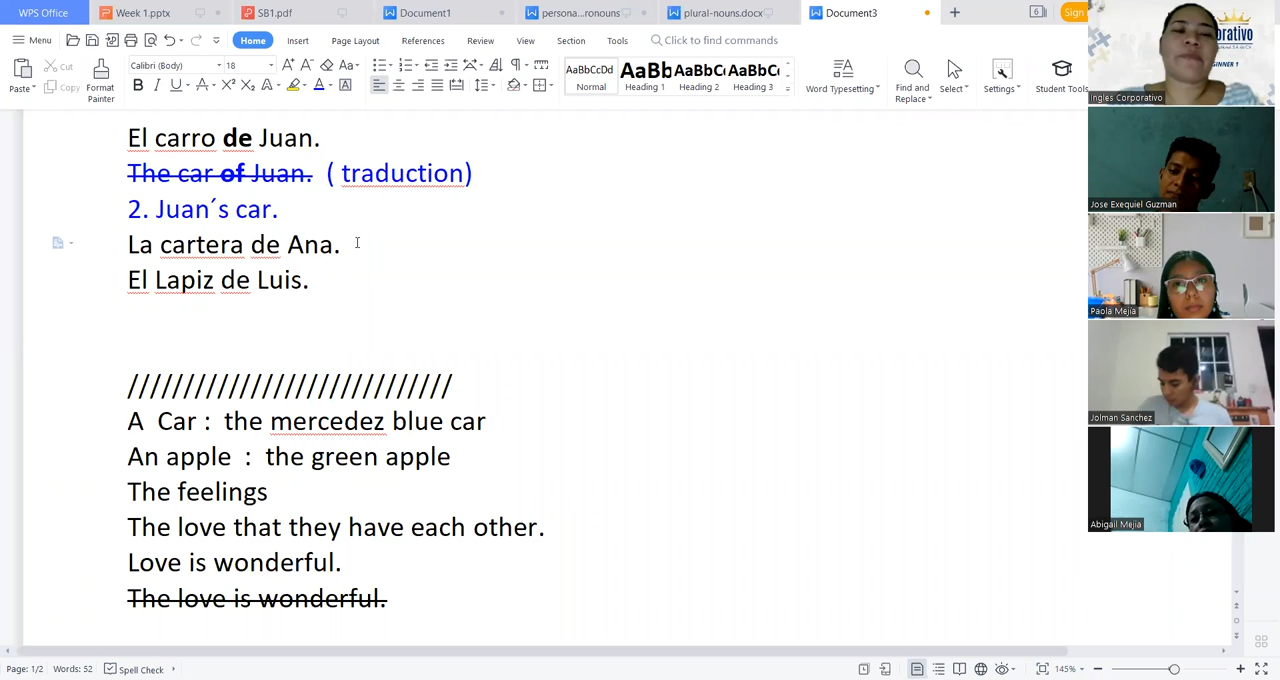 WPS Office Week 1.pptx SB1.pdf Document1 persona...ronouns plural-nouns.docx Document3 + 6 Sign
Menu Home Insert Page Layout References Review View Section Tools Click to find commands
Paste Cut Copy Format Painter Calibri (Body) 18 AaBbCcDd Normal AaBb Heading 1 AaBbC Heading 2 AaBbC Heading 3 Word Typesetting Find and Replace Select Settings Student Tools
El carro de Juan.
The car of Juan. ( traduction)
2. Juan´s car.
La cartera de Ana.
El Lapiz de Luis.
////////////////////////////
A Car : the mercedez blue car
An apple : the green apple
The feelings
The love that they have each other.
Love is wonderful.
The love is wonderful.
Page: 1/2 Words: 52 Spell Check 145%
orporativo
GINNER 1
Ingles Corporativo
Jose Exequiel Guzman
Paola Mejia
Jolman Sanchez
Abigail Mejia